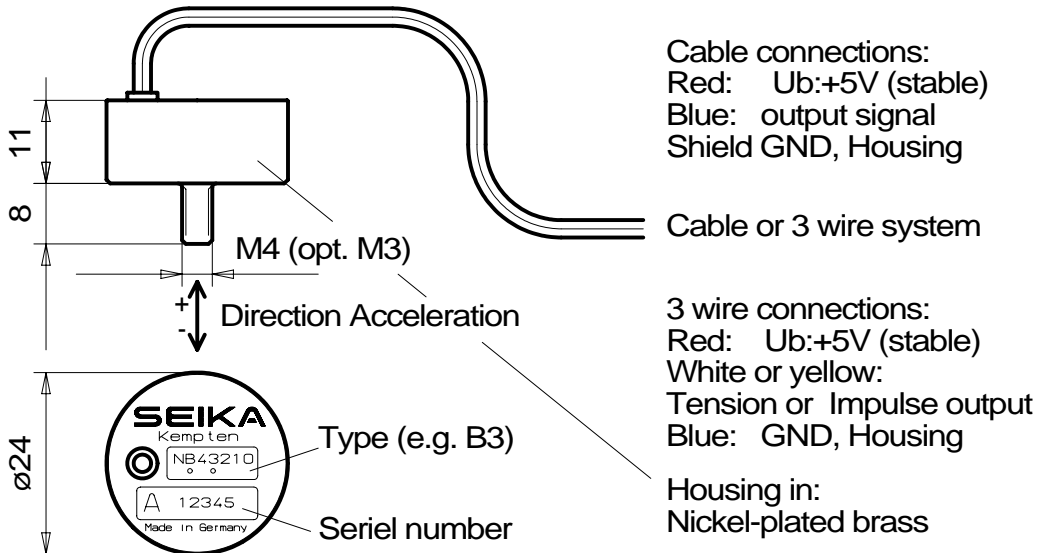 Cable connections:
Red: Ub:+5V (stable)
Blue: output signal
Shield GND, Housing
11
8
Cable or 3 wire system
M4 (opt. M3)
+
-
Direction Acceleration
3 wire connections:
Red: Ub:+5V (stable)
White or yellow:
Tension or Impulse output
Blue: GND, Housing
ø24
SEIKA
Kempten
NB43210
A 12345
Made in Germany
Type (e.g. B3)
Seriel number
Housing in:
Nickel-plated brass